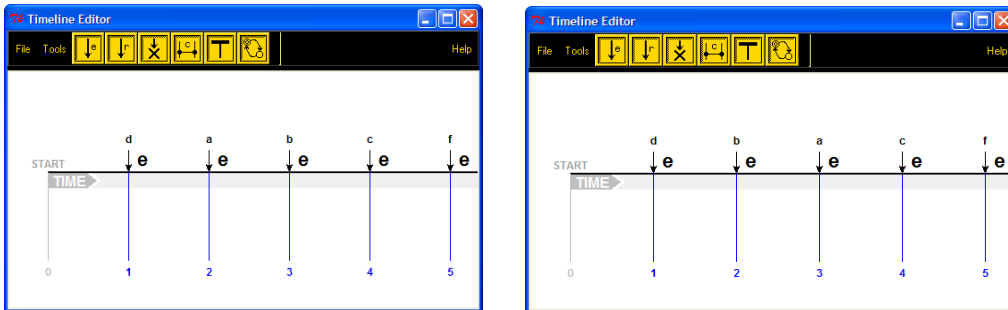 Timeline Editor
File Tools e r c Help
d a b c f
START e e e e e
TIME
0 1 2 3 4 5
Timeline Editor
File Tools e r c Help
d b a c f
START e e e e e
TIME
0 1 2 3 4 5